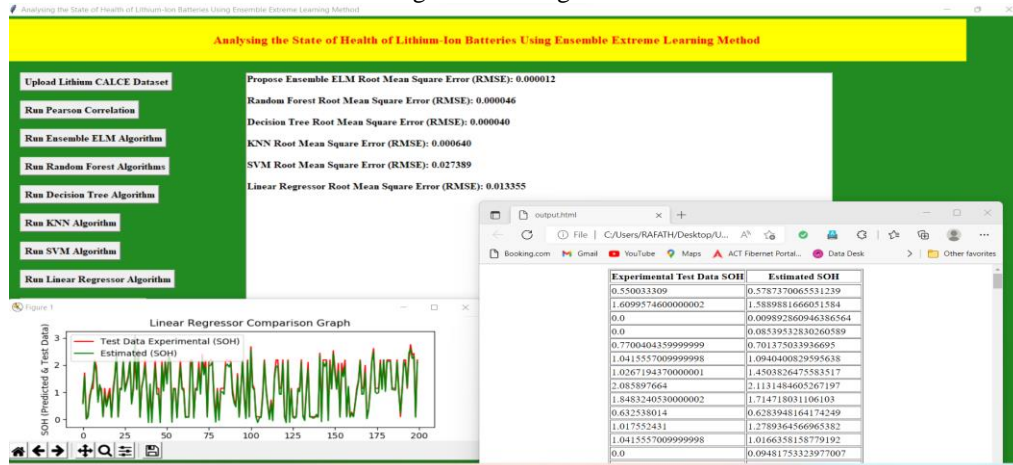 Analysing the State of Health of Lithium-Ion Batteries Using Ensemble Extreme Learning Method
Analysing the State of Health of Lithium-Ion Batteries Using Ensemble Extreme Learning Method
Upload Lithium CALCE Dataset
Run Pearson Correlation
Run Ensemble ELM Algorithm
Run Random Forest Algorithms
Run Decision Tree Algorithm
Run KNN Algorithm
Run SVM Algorithm
Run Linear Regressor Algorithm
Propose Ensemble ELM Root Mean Square Error (RMSE): 0.000012
Random Forest Root Mean Square Error (RMSE): 0.000046
Decision Tree Root Mean Square Error (RMSE): 0.000040
KNN Root Mean Square Error (RMSE): 0.000640
SVM Root Mean Square Error (RMSE): 0.027389
Linear Regressor Root Mean Square Error (RMSE): 0.013355
Figure 1
Linear Regressor Comparison Graph
Test Data Experimental (SOH)
Estimated (SOH)
SOH (Predicted & Test Data)
3
2
1
0
0 25 50 75 100 125 150 175 200
output.html
File C:/Users/RAFATH/Desktop/U...
Booking.com Gmail YouTube Maps ACT Fibernet Portal... Data Desk Other favorites
Experimental Test Data SOH Estimated SOH
0.550033309 0.5787370065531239
1.6099574600000002 1.5889881666051584
0.0 0.009892860946386564
0.0 0.08539532830260589
0.7700404359999999 0.701375033936695
1.0415557009999998 1.0940400829595638
1.0267194370000001 1.4503826475583517
2.085897664 2.1131484605267197
1.8483240530000002 1.714718031106103
0.632538014 0.6283948164174249
1.017552431 1.2789364566965382
1.0415557009999998 1.0166358158779192
0.0 0.09481753323977007